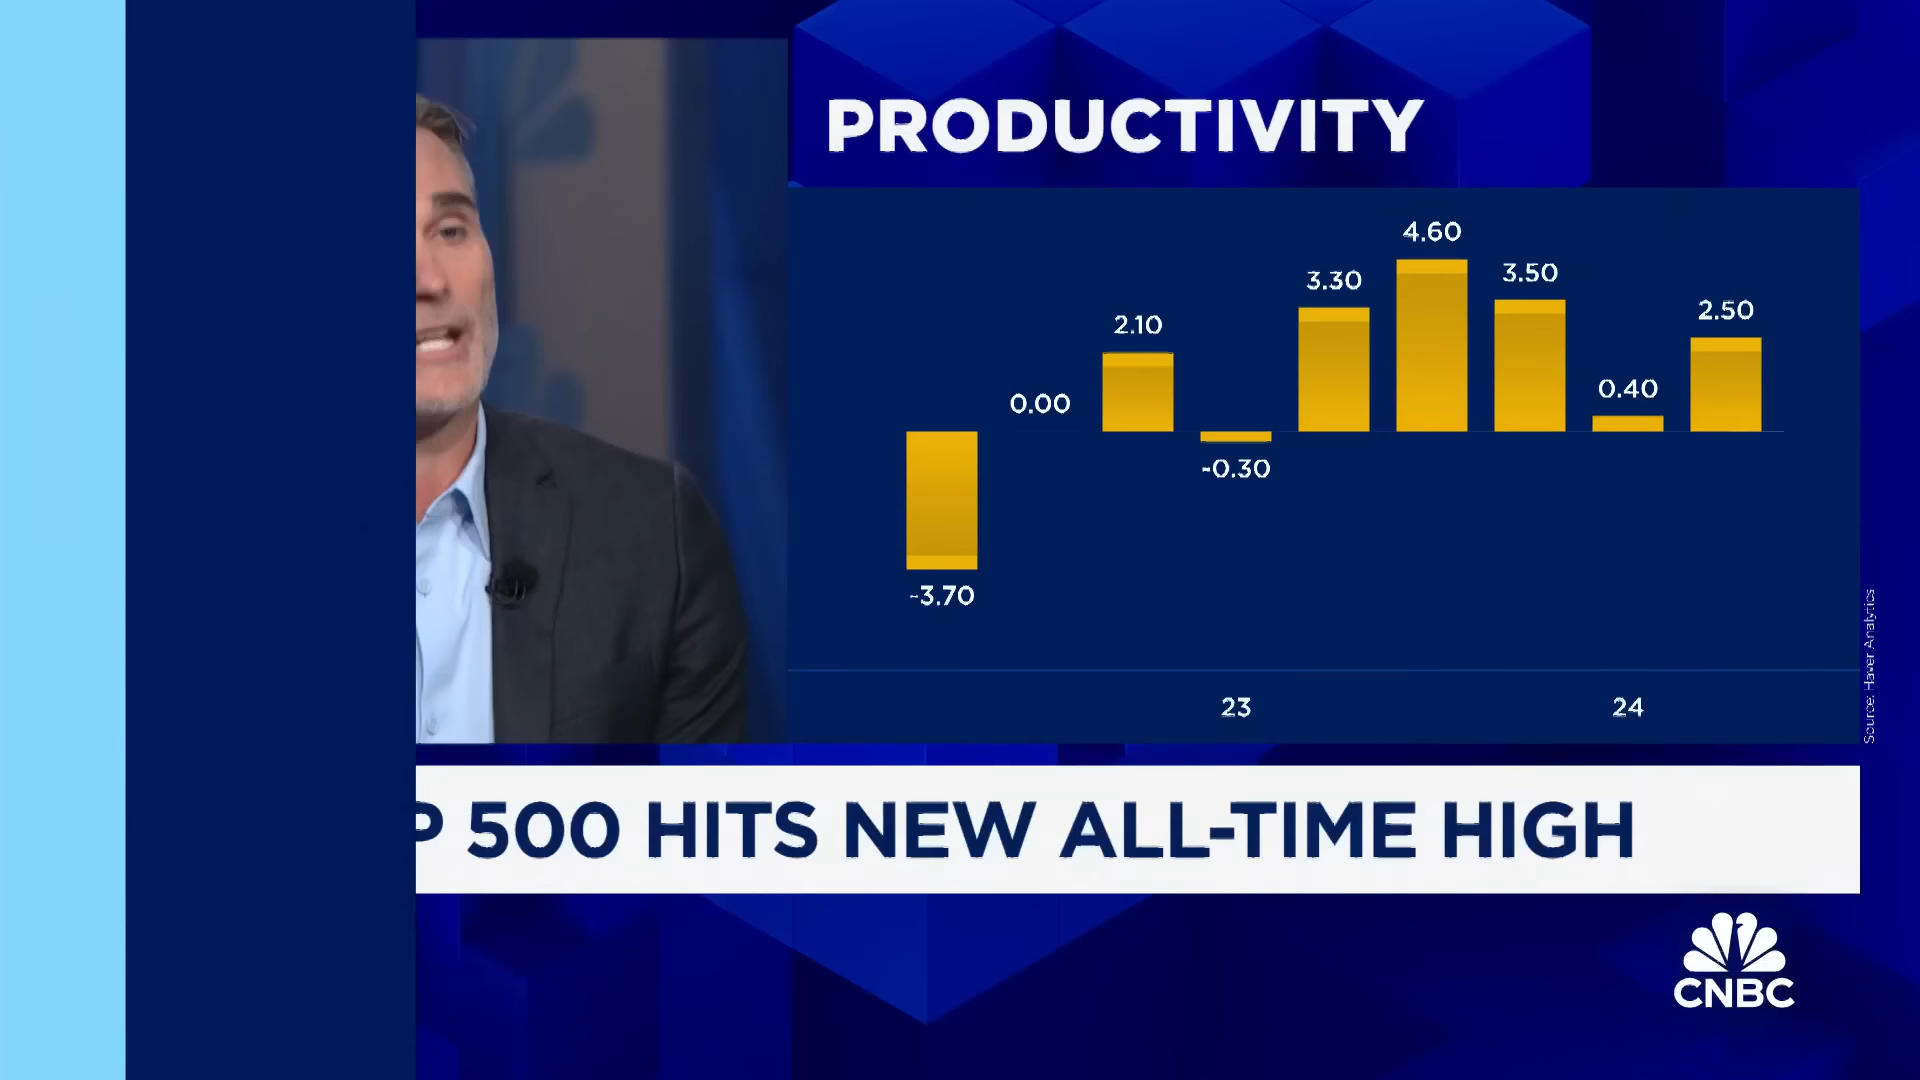 PRODUCTIVITY
4.60
3.50
3.30
2.50
2.10
0.40
0.00
-0.30
-3.70
23
24
Source: Haver Analytics
P 500 HITS NEW ALL-TIME HIGH
CNBC